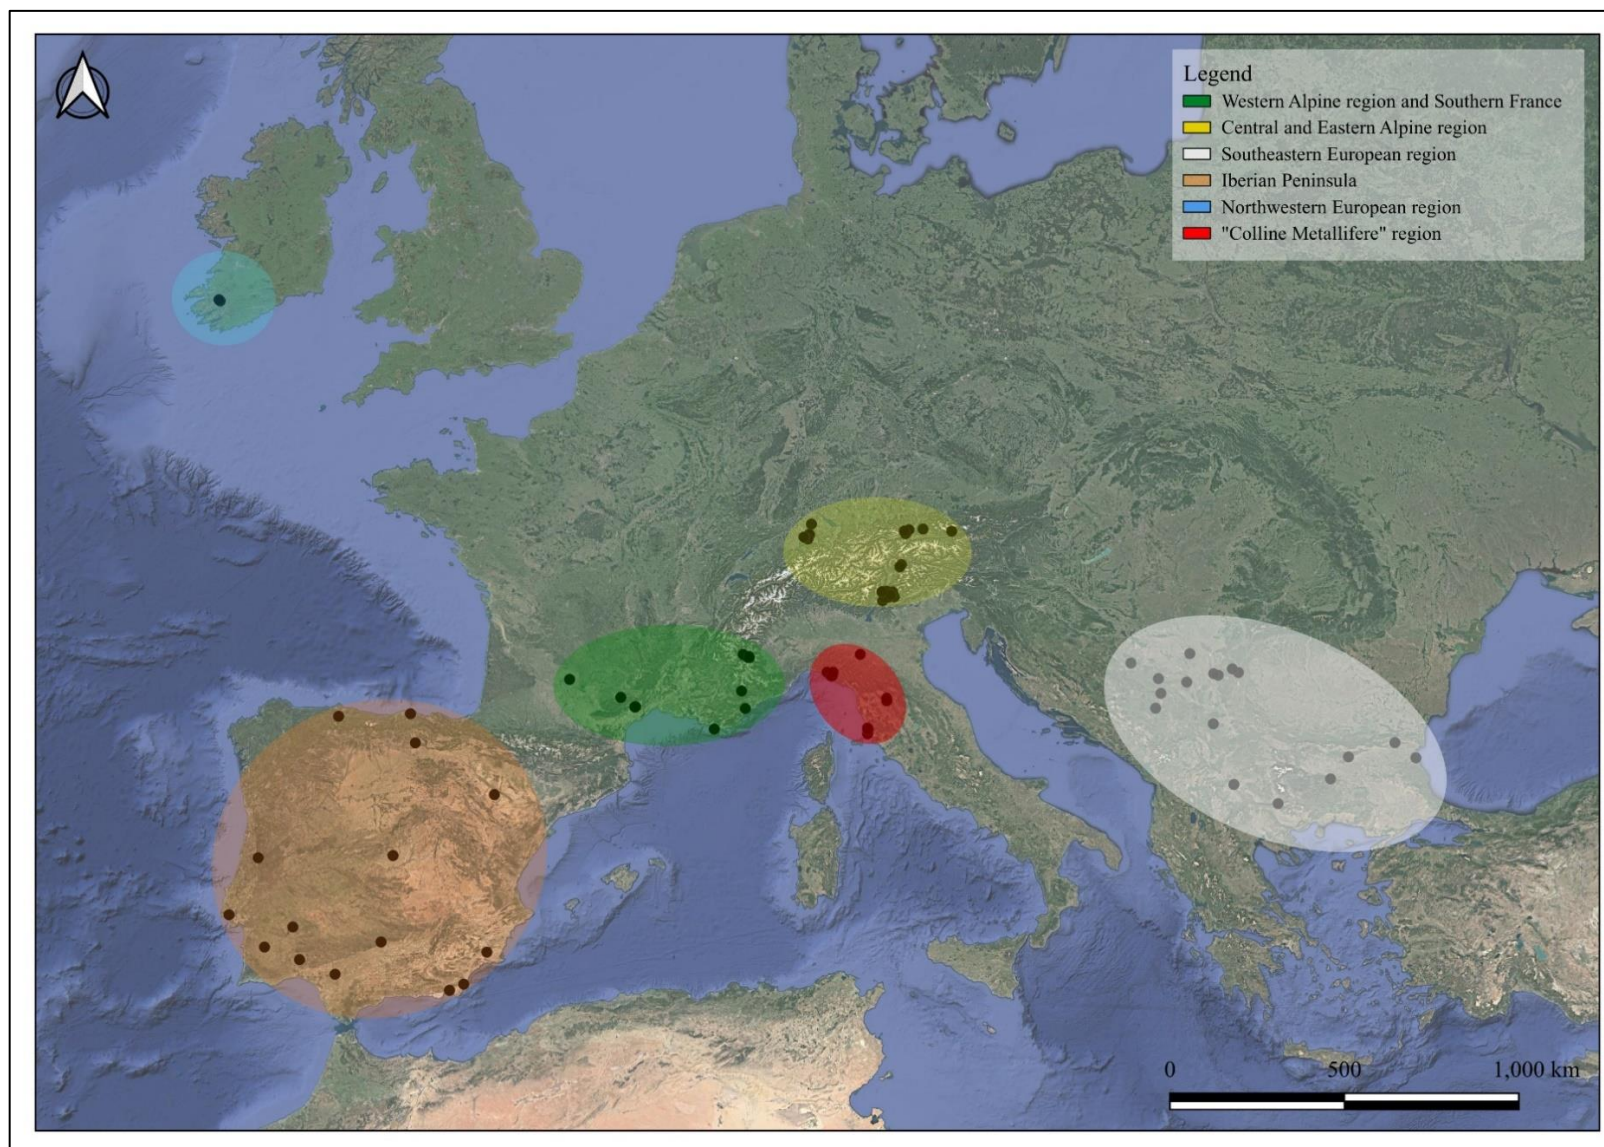 Legend
Western Alpine region and Southern France
Central and Eastern Alpine region
Southeastern European region
Iberian Peninsula
Northwestern European region
"Colline Metallifere" region
0 500 1,000 km